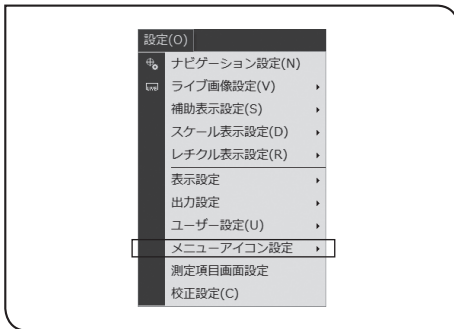 設定(O)
ナビゲーション設定(N)
ライブ画像設定(V)
補助表示設定(S)
スケール表示設定(D)
レチクル表示設定(R)
表示設定
出力設定
ユーザー設定(U)
メニューアイコン設定
測定項目画面設定
校正設定(C)